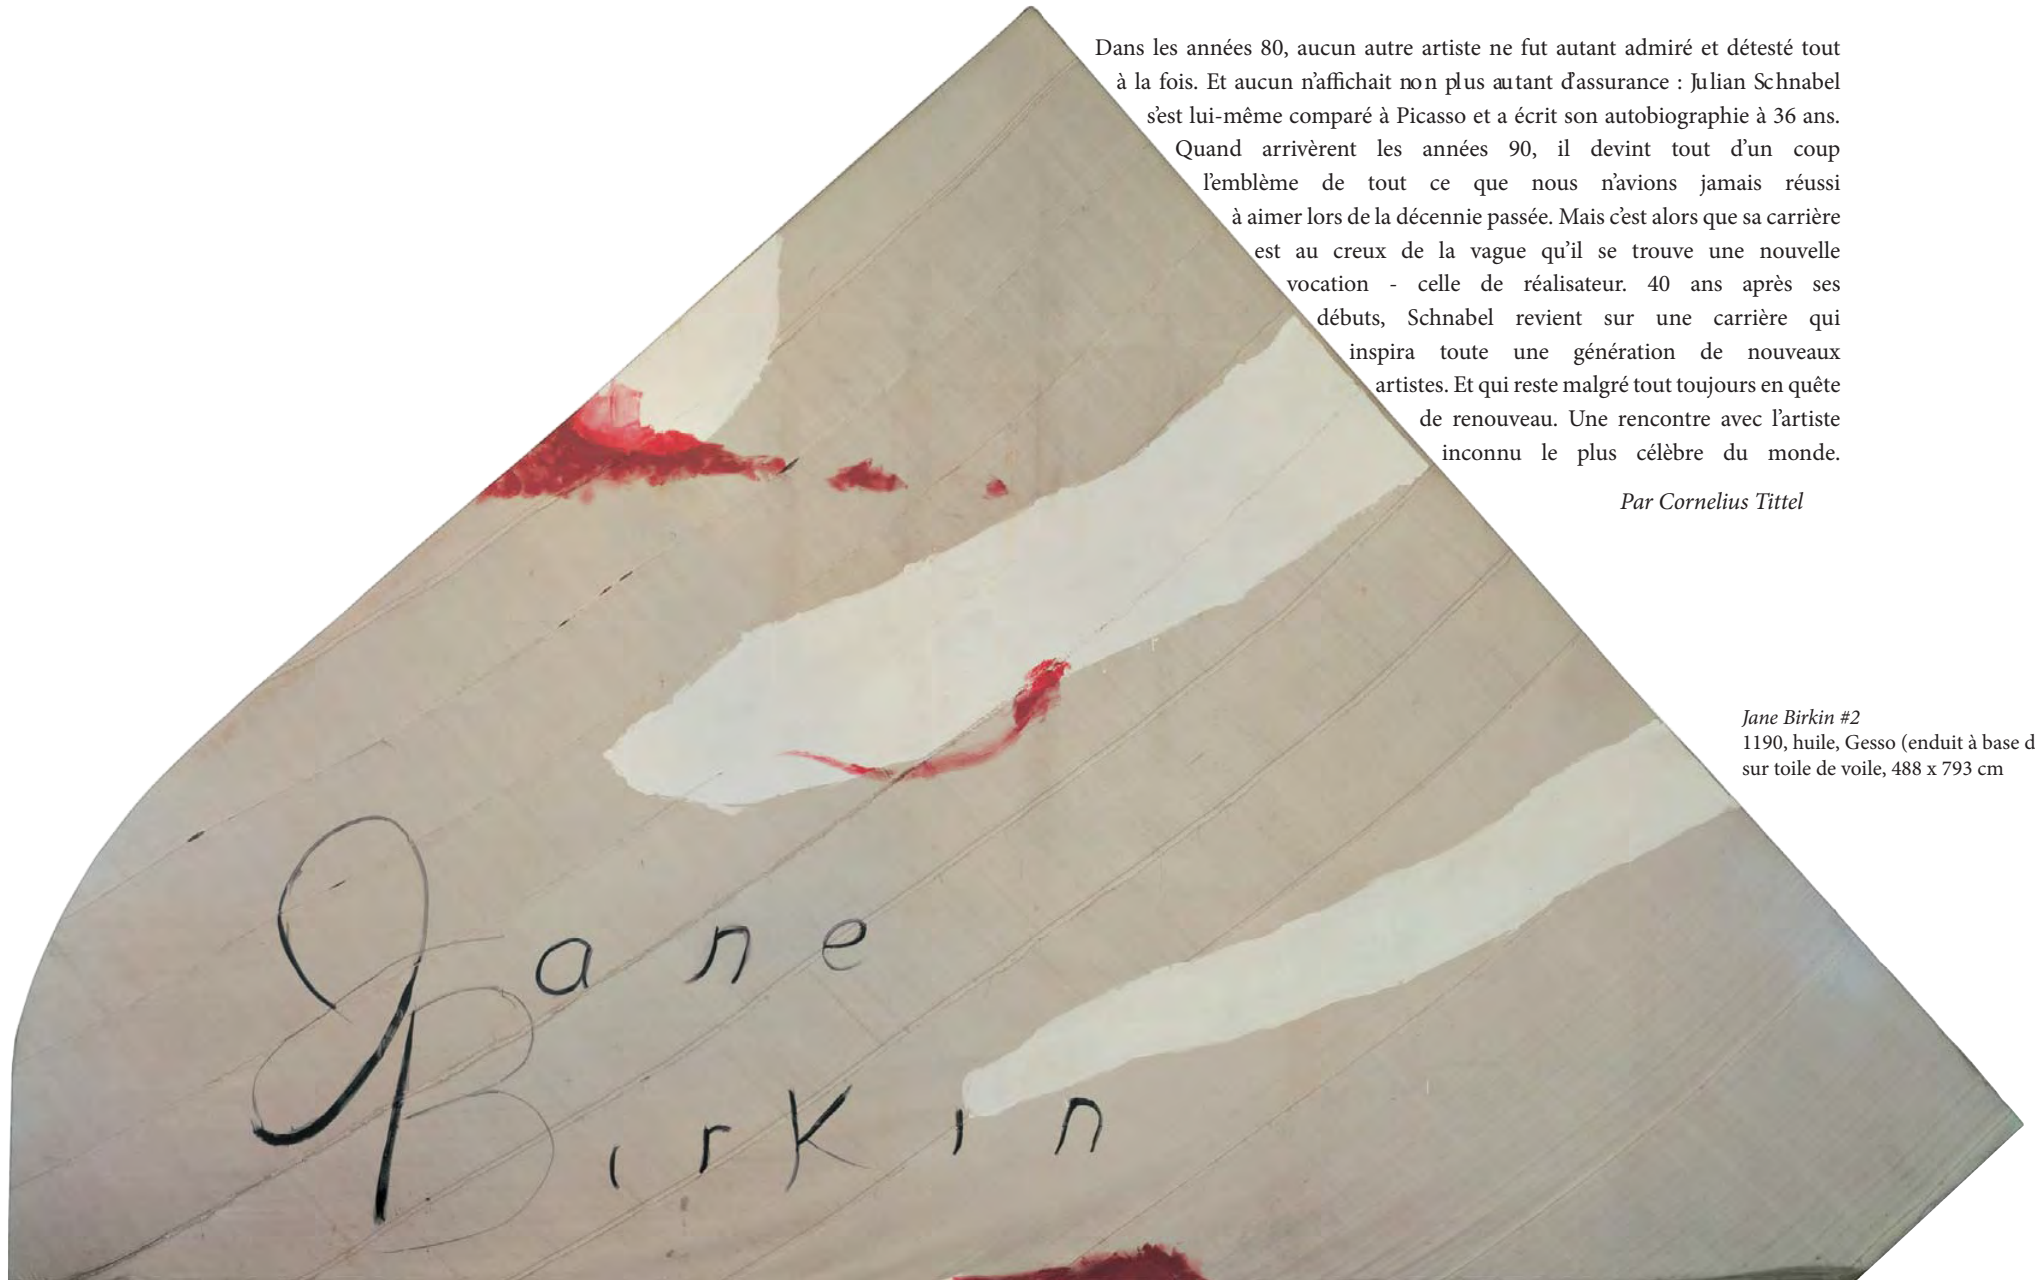 Dans les années 80, aucun autre artiste ne fut autant admiré et détesté tout
à la fois. Et aucun n’affichait non plus autant d’assurance : Julian Schnabel
s’est lui-même comparé à Picasso et a écrit son autobiographie à 36 ans.
Quand arrivèrent les années 90, il devint tout d’un coup
l’emblème de tout ce que nous n’avions jamais réussi
à aimer lors de la décennie passée. Mais c’est alors que sa carrière
est au creux de la vague qu’il se trouve une nouvelle
vocation - celle de réalisateur. 40 ans après ses
débuts, Schnabel revient sur une carrière qui
inspira toute une génération de nouveaux
artistes. Et qui reste malgré tout toujours en quête
de renouveau. Une rencontre avec l’artiste
inconnu le plus célèbre du monde.
Par Cornelius Tittel
Jane Birkin #2
1190, huile, Gesso (enduit à base d
sur toile de voile, 488 x 793 cm
Jane
Birkin